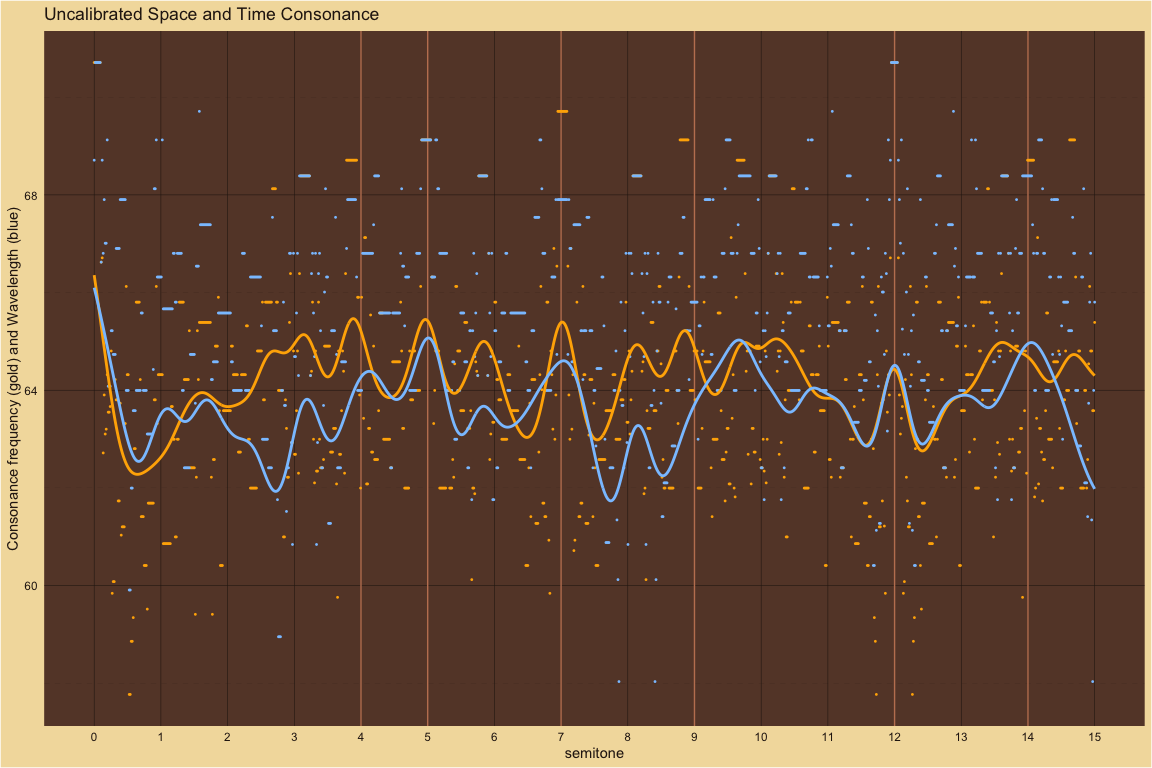 Uncalibrated Space and Time Consonance
Consonance frequency (gold) and Wavelength (blue)
68
64
60
0 1 2 3 4 5 6 7 8 9 10 11 12 13 14 15
semitone